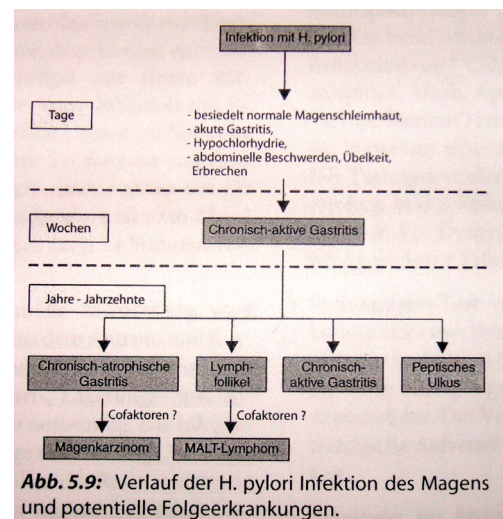 Infektion mit H. pylori
Tage
- besiedelt normale Magenschleimhaut,
- akute Gastritis,
- Hypochlorhydrie,
- abdominelle Beschwerden, Übelkeit,
Erbrechen
Wochen
Chronisch-aktive Gastritis
Jahre - Jahrzehnte
Chronisch-atrophische
Gastritis
Lymph-
follikel
Chronisch-
aktive Gastritis
Peptisches
Ulkus
Cofaktoren ?
Cofaktoren ?
Magenkarzinom
MALT-Lymphom
Abb. 5.9: Verlauf der H. pylori Infektion des Magens
und potentielle Folgeerkrankungen.